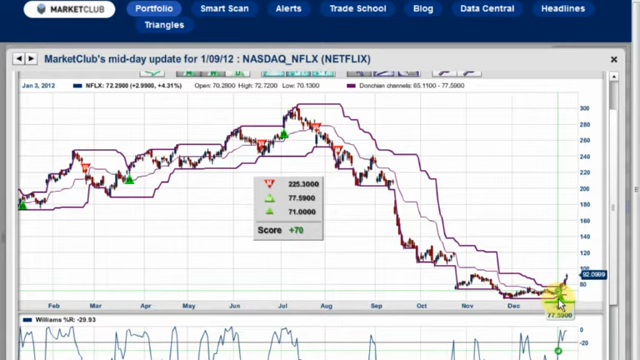 MARKETCLUB Portfolio Smart Scan Alerts Trade School Blog Data Central Headlines
Triangles
MarketClub's mid-day update for 1/09/12 : NASDAQ_NFLX (NETFLIX)
Jan 3, 2012 NFLX: 72.2900 (+2.9900, +4.31%) Open: 70.2900 High: 72.7200 Low: 70.1300 Donchian channels: 65.1100 - 77.5900
300
280
260
240
220
200
180
160
140
120
100
92.0999
80
225.3000
77.5900
71.0000
Score +70
Feb Mar Apr May Jun Jul Aug Sep Oct Nov Dec
77.5900
Williams %R: -29.93
0